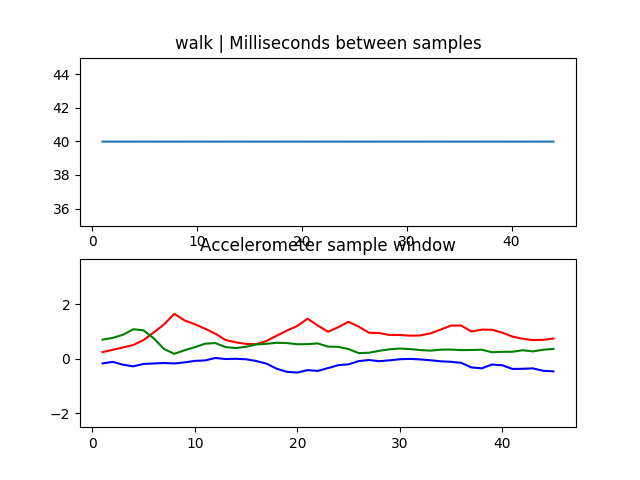 walk | Milliseconds between samples
44
42
40
38
36
0 10 20 30 40
Accelerometer sample window
2
0
−2
0 10 20 30 40